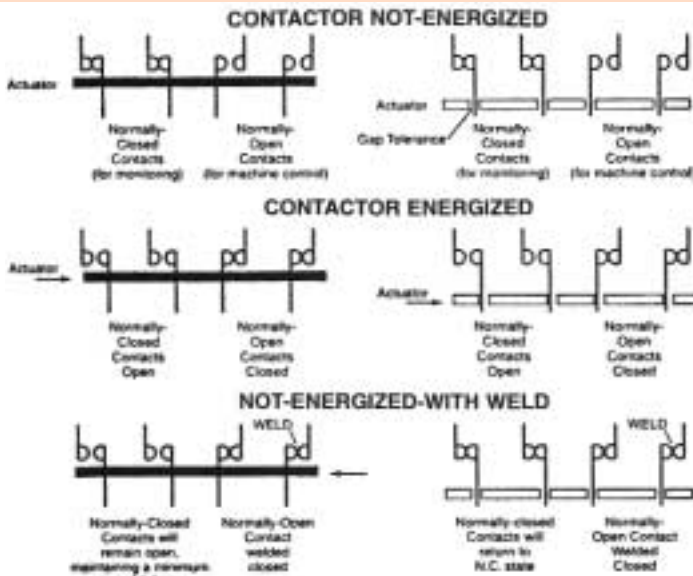 CONTACTOR NOT-ENERGIZED
Actuator
Normally-
Closed
Contacts
(for monitoring)
Normally-
Open
Contacts
(for machine control)
Actuator
Gap Tolerance
Normally-
Closed
Contacts
(for monitoring)
Normally-
Open
Contacts
(for machine control)
CONTACTOR ENERGIZED
Actuator
Normally-
Closed
Contacts
Open
Normally-
Open
Contacts
Closed
Actuator
Normally-
Closed
Contacts
Open
Normally-
Open
Contacts
Closed
NOT-ENERGIZED-WITH WELD
WELD
Normally-Closed
Contacts will
remain open,
maintaining a minimum
Normally-Open
Contact
welded
closed
WELD
Normally-closed
Contacts will
return to
N.C. state
Normally-
Open Contact
Welded
Closed